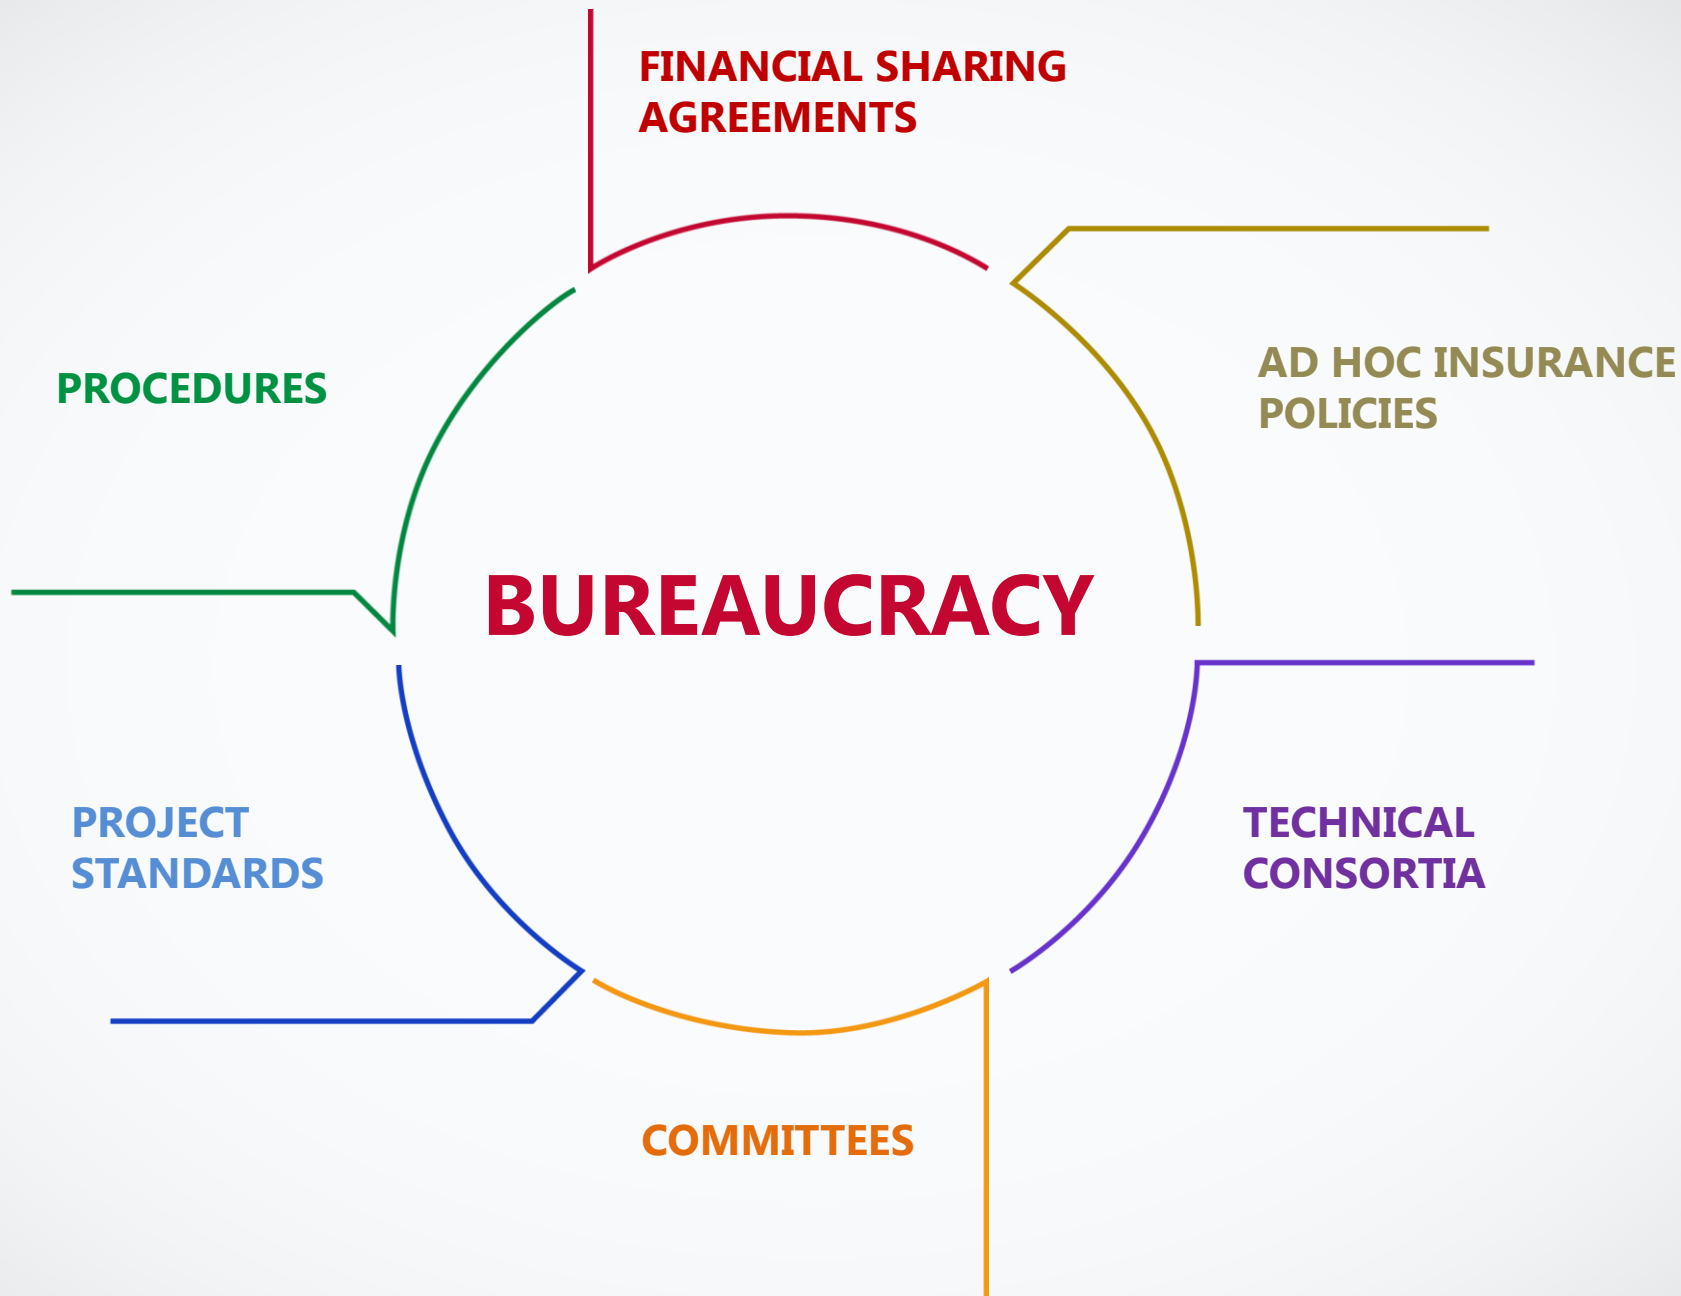 FINANCIAL SHARING
AGREEMENTS
AD HOC INSURANCE
POLICIES
PROCEDURES
BUREAUCRACY
PROJECT
STANDARDS
TECHNICAL
CONSORTIA
COMMITTEES